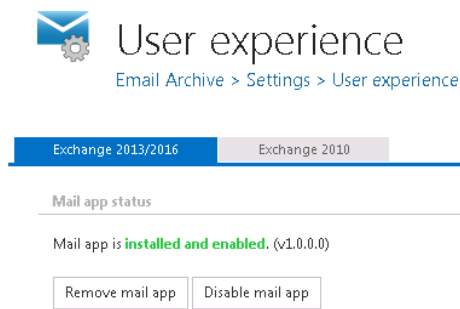 User experience
Email Archive > Settings > User experience
Exchange 2013/2016 Exchange 2010
Mail app status
Mail app is installed and enabled. (v1.0.0.0)
Remove mail app Disable mail app